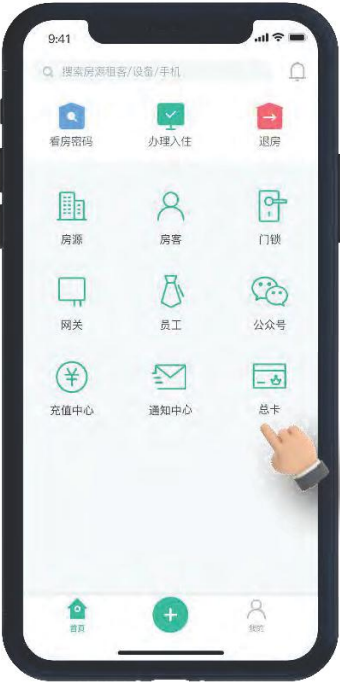 9:41
搜索房源租客/设备/手机
看房密码 办理入住 退房
房源 房客 门锁
网关 员工 公众号
充值中心 通知中心 总卡
首页 我的